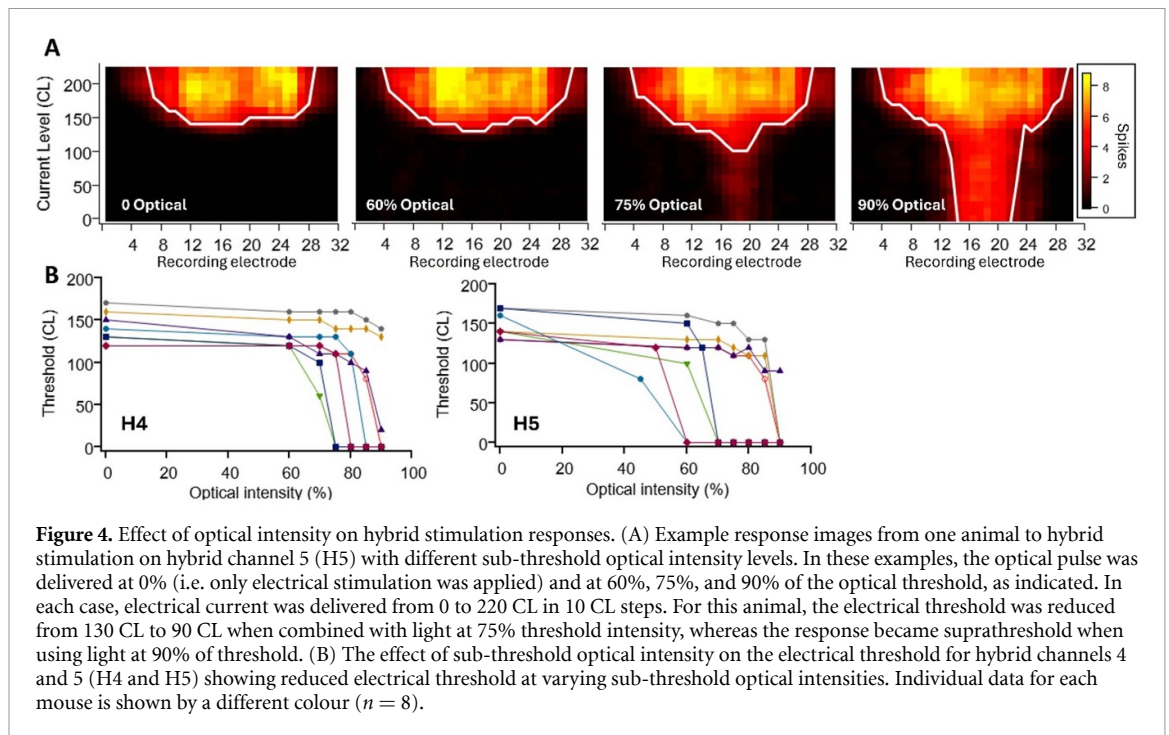 A
Current Level (CL)
200
150
100
50
0
0 Optical
60% Optical
75% Optical
90% Optical
8
6
4
2
0
Spikes
4 8 12 16 20 24 28 32
4 8 12 16 20 24 28 32
4 8 12 16 20 24 28 32
4 8 12 16 20 24 28 32
Recording electrode
Recording electrode
Recording electrode
Recording electrode
B
Threshold (CL)
200
150
100
50
0
H4
0 20 40 60 80 100
Optical intensity (%)
Threshold (CL)
200
150
100
50
0
H5
0 20 40 60 80 100
Optical intensity (%)
Figure 4. Effect of optical intensity on hybrid stimulation responses. (A) Example response images from one animal to hybrid
stimulation on hybrid channel 5 (H5) with different sub-threshold optical intensity levels. In these examples, the optical pulse was
delivered at 0% (i.e. only electrical stimulation was applied) and at 60%, 75%, and 90% of the optical threshold, as indicated. In
each case, electrical current was delivered from 0 to 220 CL in 10 CL steps. For this animal, the electrical threshold was reduced
from 130 CL to 90 CL when combined with light at 75% threshold intensity, whereas the response became suprathreshold when
using light at 90% of threshold. (B) The effect of sub-threshold optical intensity on the electrical threshold for hybrid channels 4
and 5 (H4 and H5) showing reduced electrical threshold at varying sub-threshold optical intensities. Individual data for each
mouse is shown by a different colour (n = 8).